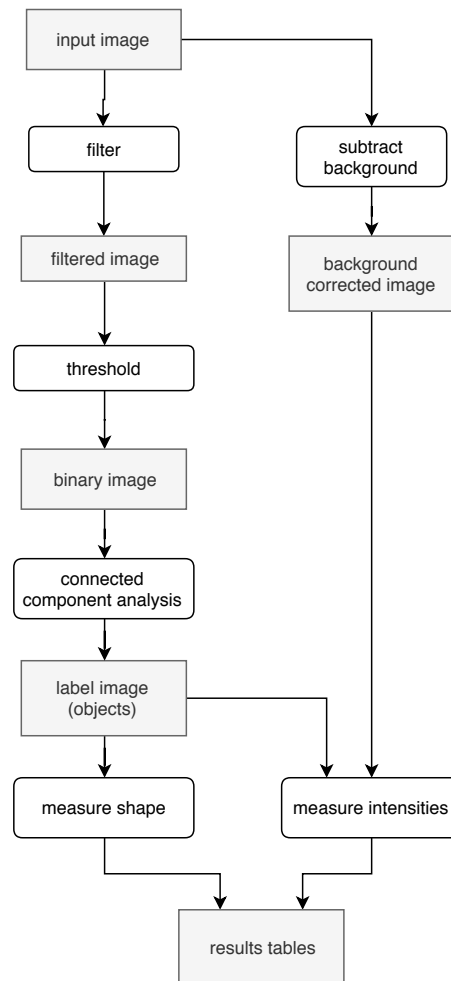 input image
filter
subtract
background
filtered image
background
corrected image
threshold
binary image
connected
component analysis
label image
(objects)
measure shape
measure intensities
results tables